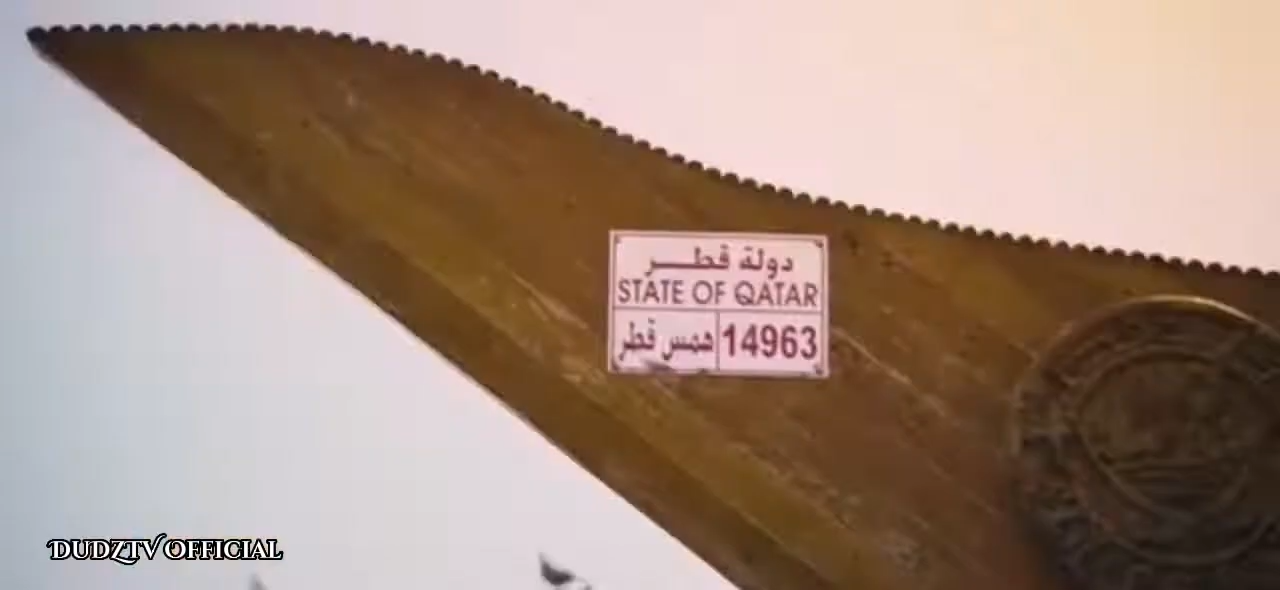 دولة قطر
STATE OF QATAR
همس قطر 14963
DUDZTV OFFICIAL